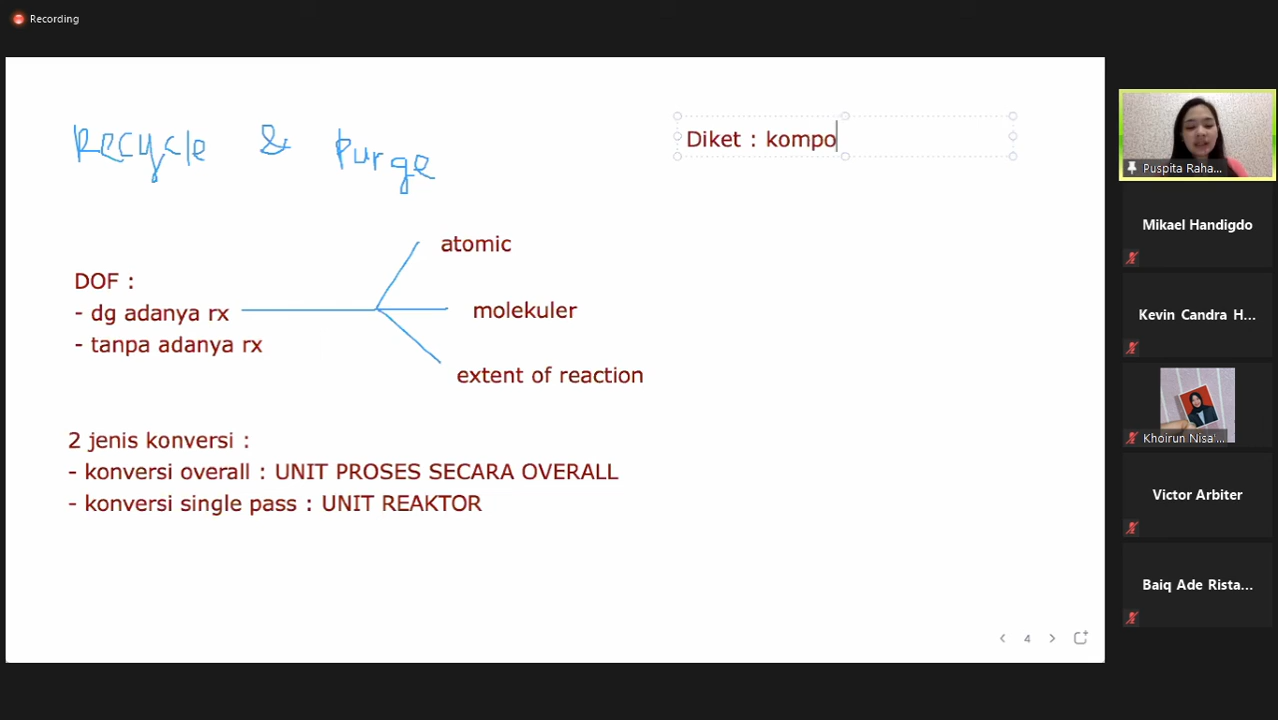 Recording
Recycle & Purge
Diket : kompo
DOF :
- dg adanya rx
- tanpa adanya rx
atomic
molekuler
extent of reaction
2 jenis konversi :
- konversi overall : UNIT PROSES SECARA OVERALL
- konversi single pass : UNIT REAKTOR
4
Puspita Raha...
Mikael Handigdo
Kevin Candra H...
Khoirun Nisa'...
Victor Arbiter
Baiq Ade Rista...